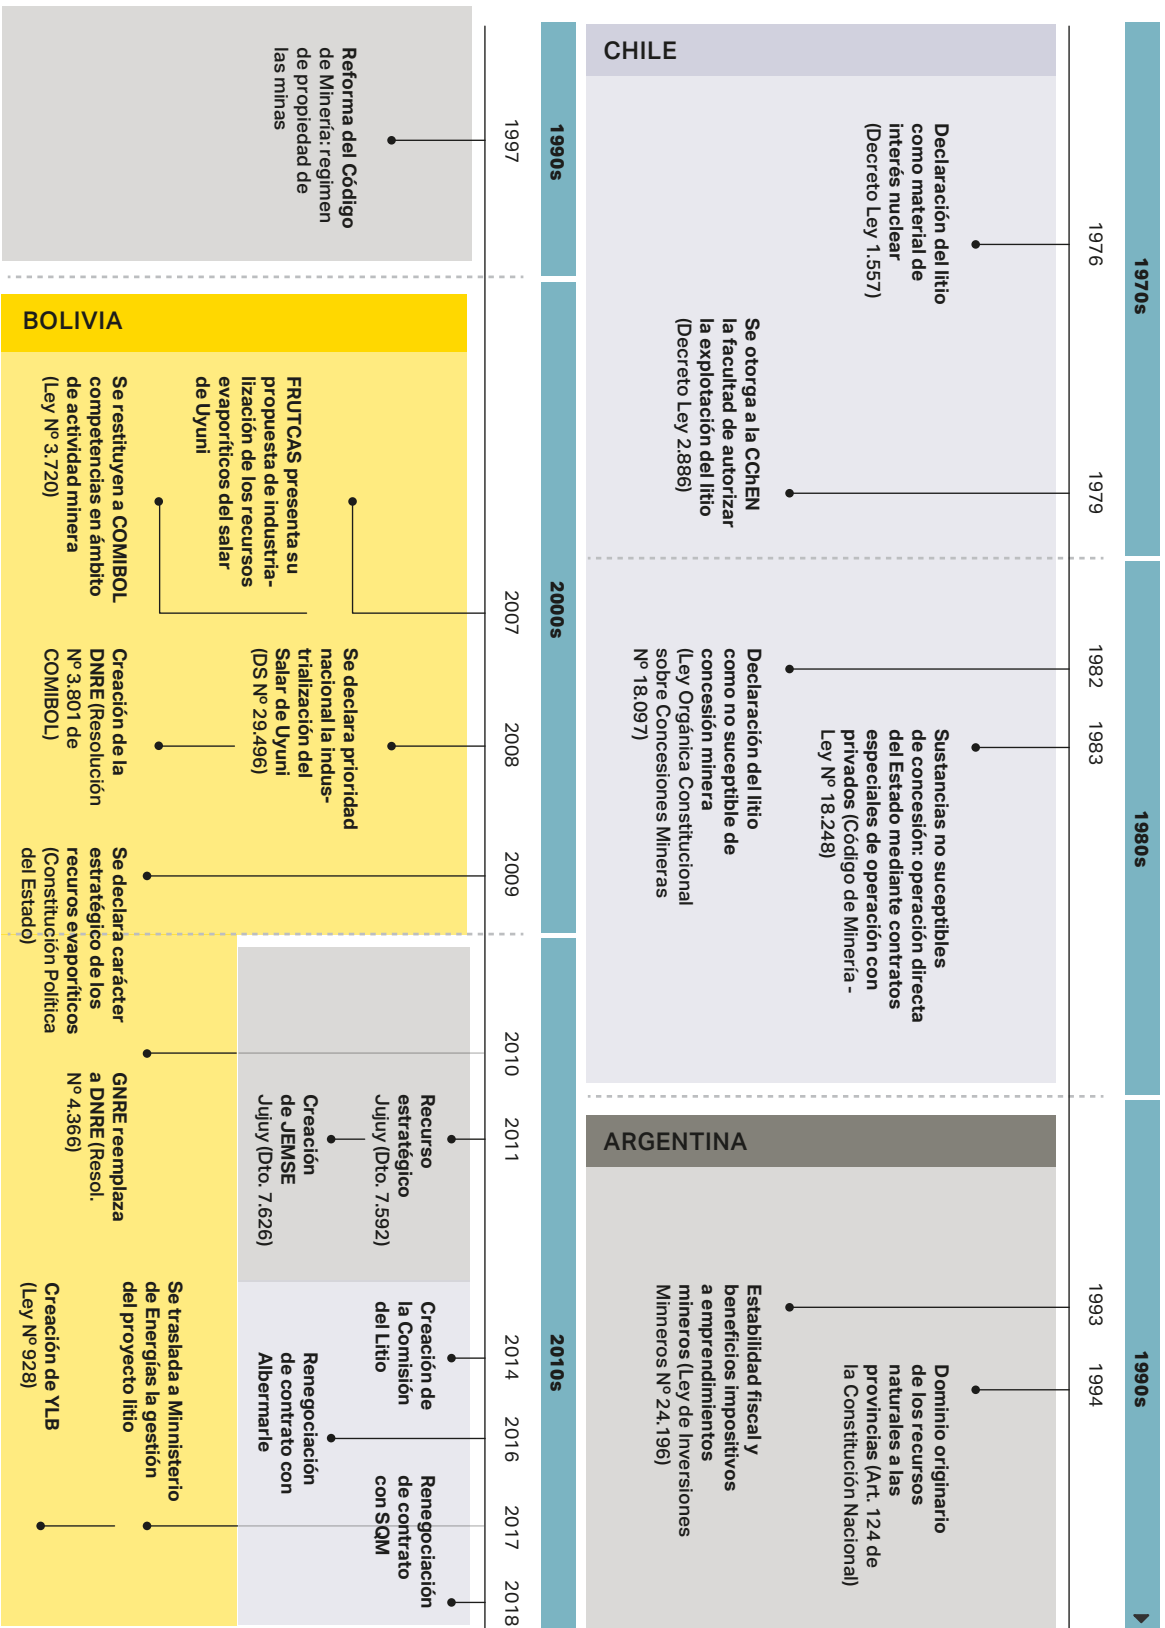 1970s
1980s
1990s
1976
1979
1982
1983
1993
1994
CHILE
Declaración del litio
como material de
interés nuclear
(Decreto Ley 1.557)
Se otorga a la CChEN
la facultad de autorizar
la explotación del litio
(Decreto Ley 2.886)
Declaración del litio
como no suceptible de
concesión minera
(Ley Orgánica Constitucional
sobre Concesiones Mineras
Nº 18.097)
Sustancias no suceptibles
de concesión: operación directa
del Estado mediante contratos
especiales de operación con
privados (Código de Minería -
Ley Nº 18.248)
ARGENTINA
Estabilidad fiscal y
beneficios impositivos
a emprendimientos
mineros (Ley de Inversiones
Minneros Nº 24.196)
Dominio originario
de los recursos
naturales a las
provincias (Art. 124 de
la Constitución Nacional)
1990s
2000s
2010s
1997
2007
2008
2009
2010
2011
2014
2016
2017
2018
Reforma del Código
de Minería: regimen
de propiedad de
las minas
BOLIVIA
FRUTCAS presenta su
propuesta de industria-
lización de los recursos
evaporíticos del salar
de Uyuni
Se restituyen a COMIBOL
competencias en ámbito
de actividad minera
(Ley Nº 3.720)
Se declara prioridad
nacional la indus-
trialización del
Salar de Uyuni
(DS Nº 29.496)
Creación de la
DNRE (Resolución
Nº 3.801 de
COMIBOL)
Se declara carácter
estratégico de los
recuros evaporíticos
(Constitución Política
del Estado)
GNRE reemplaza
a DNRE (Resol.
Nº 4.366)
Recurso
estratégico
Jujuy (Dto. 7.592)
Creación
de JEMSE
Jujuy (Dto. 7.626)
Creación de
la Comisión
del Litio
Renegociación
de contrato con
Albermarle
Renegociación
de contrato
con SQM
Se traslada a Minnisterio
de Energías la gestión
del proyecto litio
Creación de YLB
(Ley Nº 928)